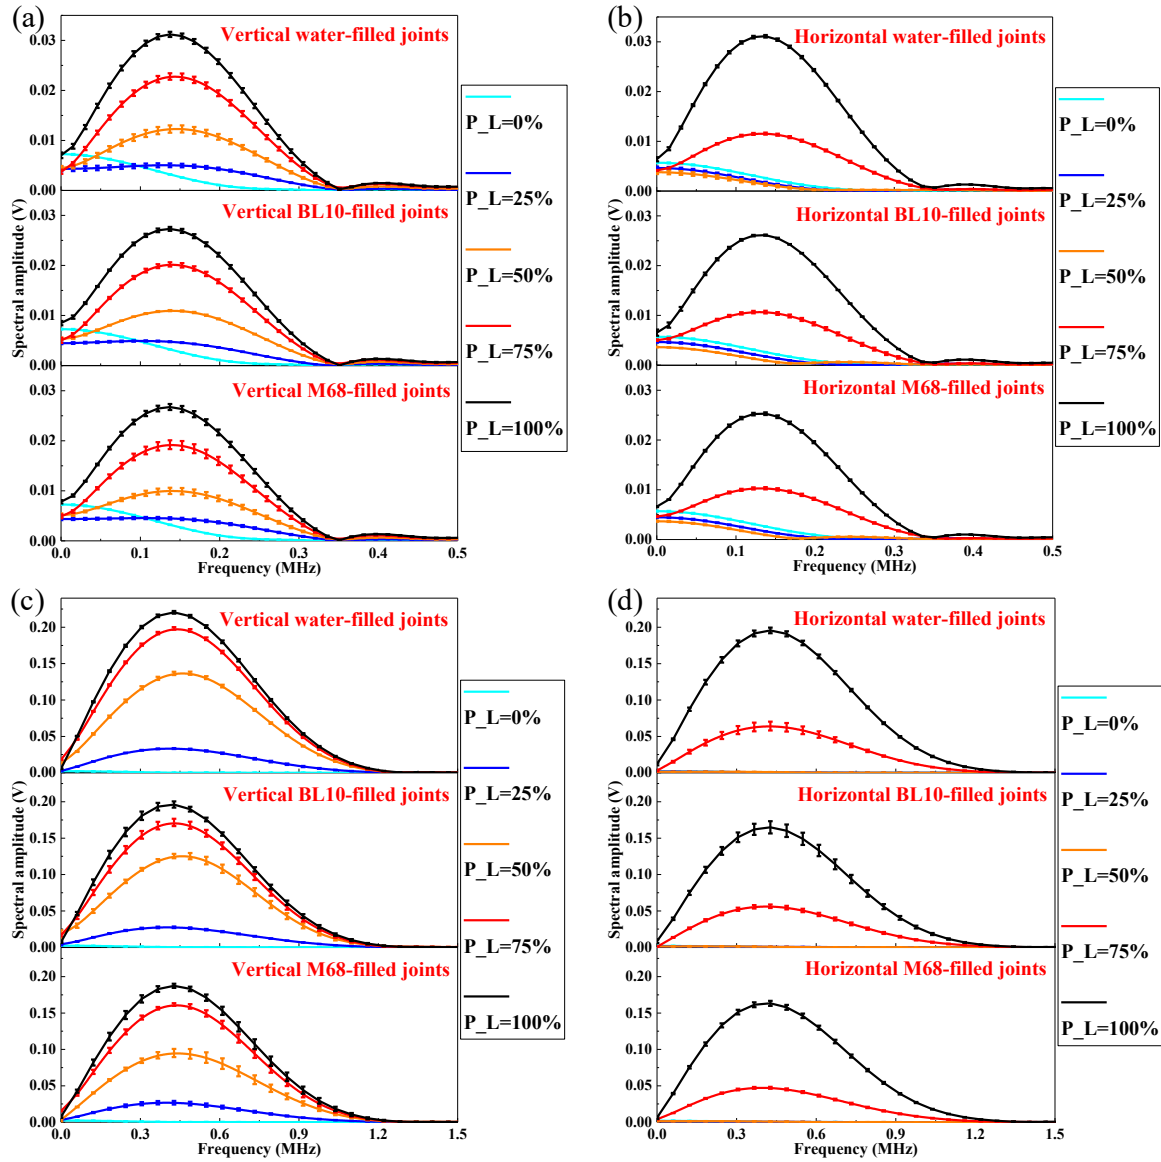 (a)
Vertical water-filled joints
0.03
0.02
0.01
0.00
Vertical BL10-filled joints
0.03
0.02
0.01
0.00
Vertical M68-filled joints
0.03
0.02
0.01
0.00
Spectral amplitude (V)
0.0 0.1 0.2 0.3 0.4 0.5
Frequency (MHz)
P_L=0%
P_L=25%
P_L=50%
P_L=75%
P_L=100%
(b)
Horizontal water-filled joints
0.03
0.02
0.01
0.00
Horizontal BL10-filled joints
0.03
0.02
0.01
0.00
Horizontal M68-filled joints
0.03
0.02
0.01
0.00
Spectral amplitude (V)
0.0 0.1 0.2 0.3 0.4 0.5
Frequency (MHz)
P_L=0%
P_L=25%
P_L=50%
P_L=75%
P_L=100%
(c)
Vertical water-filled joints
0.20
0.15
0.10
0.05
0.00
Vertical BL10-filled joints
0.20
0.15
0.10
0.05
0.00
Vertical M68-filled joints
0.20
0.15
0.10
0.05
0.00
Spectral amplitude (V)
0.0 0.3 0.6 0.9 1.2 1.5
Frequency (MHz)
P_L=0%
P_L=25%
P_L=50%
P_L=75%
P_L=100%
(d)
Horizontal water-filled joints
0.20
0.15
0.10
0.05
0.00
Horizontal BL10-filled joints
0.20
0.15
0.10
0.05
0.00
Horizontal M68-filled joints
0.20
0.15
0.10
0.05
0.00
Spectral amplitude (V)
0.0 0.3 0.6 0.9 1.2 1.5
Frequency (MHz)
P_L=0%
P_L=25%
P_L=50%
P_L=75%
P_L=100%